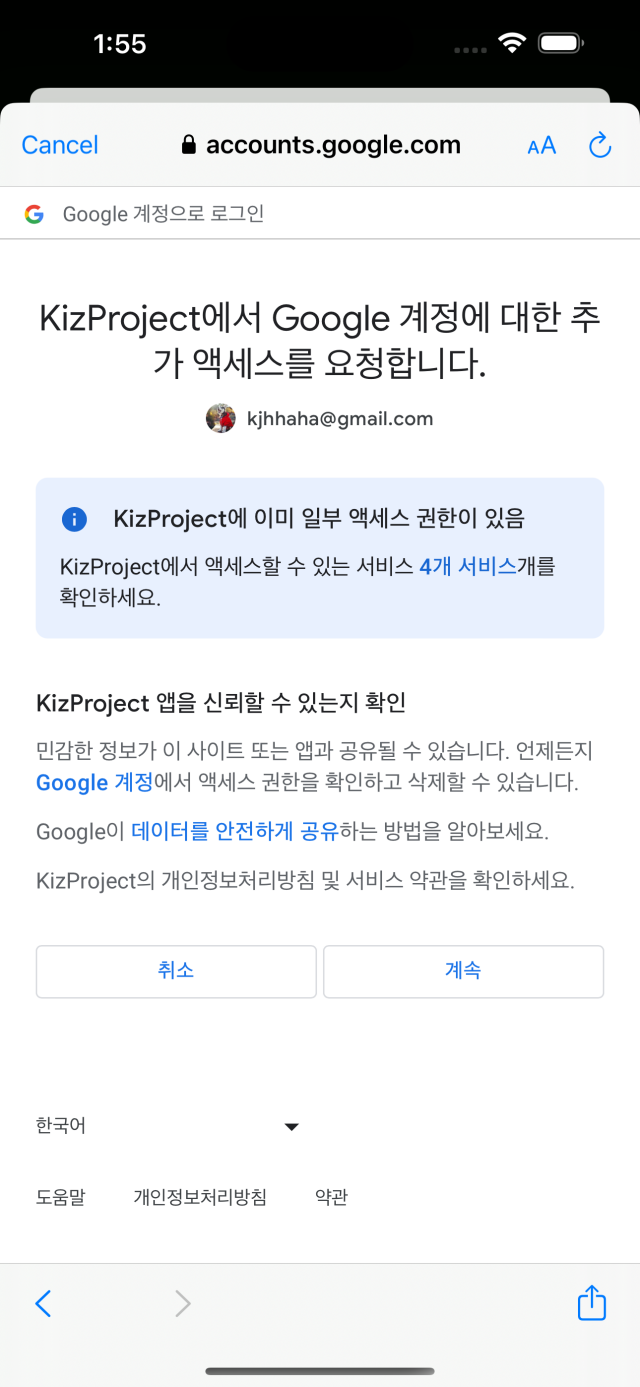 1:55
Cancel
accounts.google.com
AA
Google 계정으로 로그인
KizProject에서 Google 계정에 대한 추
가 액세스를 요청합니다.
kjhhaha@gmail.com
KizProject에 이미 일부 액세스 권한이 있음
KizProject에서 액세스할 수 있는 서비스 4개 서비스개를
확인하세요.
KizProject 앱을 신뢰할 수 있는지 확인
민감한 정보가 이 사이트 또는 앱과 공유될 수 있습니다. 언제든지
Google 계정에서 액세스 권한을 확인하고 삭제할 수 있습니다.
Google이 데이터를 안전하게 공유하는 방법을 알아보세요.
KizProject의 개인정보처리방침 및 서비스 약관을 확인하세요.
취소
계속
한국어
도움말
개인정보처리방침
약관